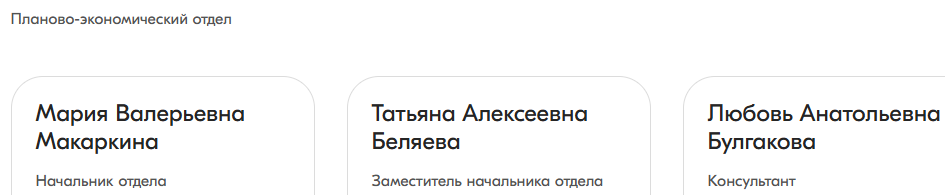 Планово-экономический отдел
Мария Валерьевна
Макаркина
Начальник отдела
Татьяна Алексеевна
Беляева
Заместитель начальника отдела
Любовь Анатольевна
Булгакова
Консультант